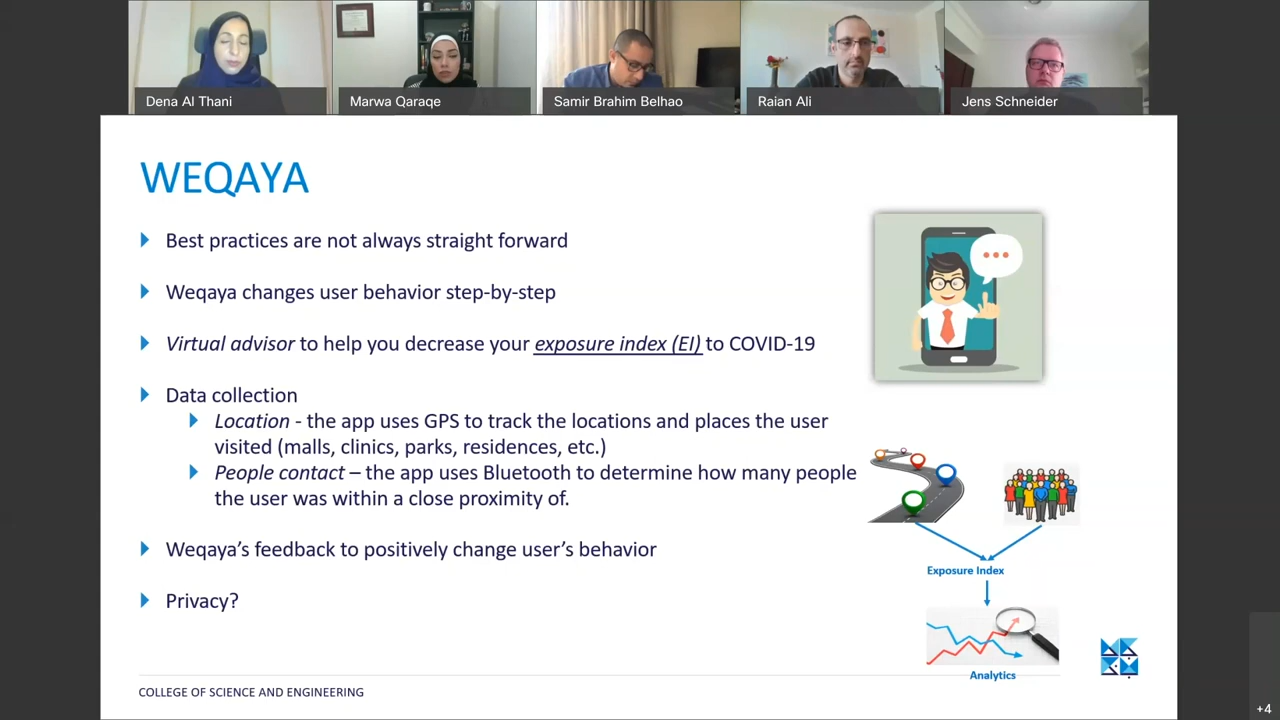 Dena Al Thani
Marwa Qaraqe
Samir Brahim Belhao
Raian Ali
Jens Schneider
WEQAYA
Best practices are not always straight forward
Weqaya changes user behavior step-by-step
Virtual advisor to help you decrease your exposure index (EI) to COVID-19
Data collection
Location - the app uses GPS to track the locations and places the user
visited (malls, clinics, parks, residences, etc.)
People contact – the app uses Bluetooth to determine how many people
the user was within a close proximity of.
Weqaya’s feedback to positively change user’s behavior
Privacy?
Exposure Index
Analytics
COLLEGE OF SCIENCE AND ENGINEERING
+4